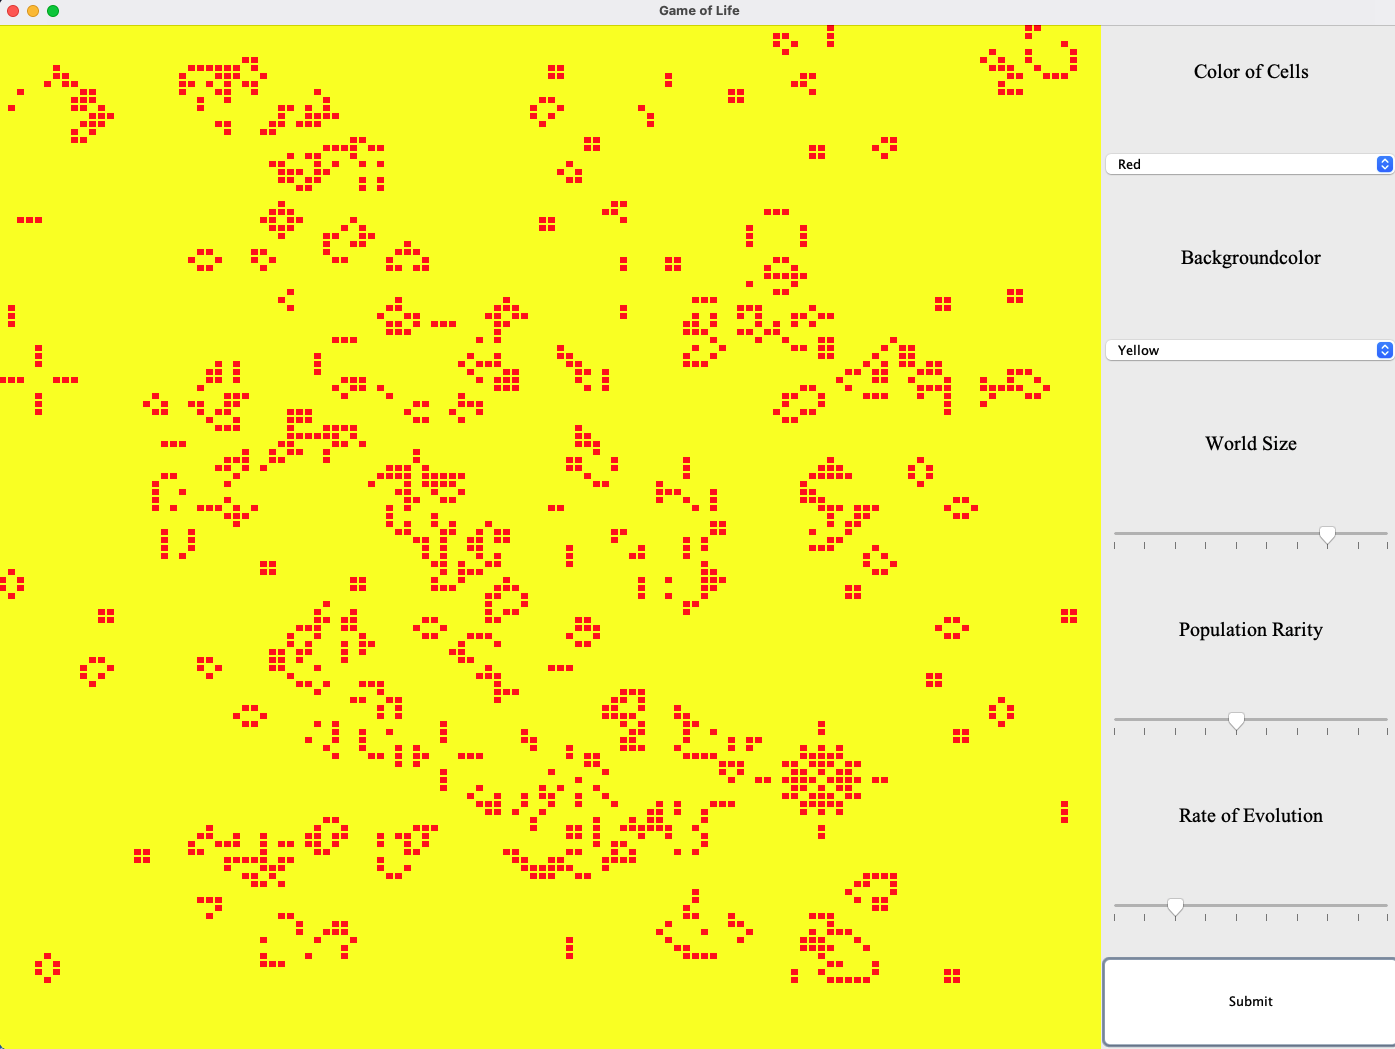 Game of Life
Color of Cells
Red
Backgroundcolor
Yellow
World Size
Population Rarity
Rate of Evolution
Submit